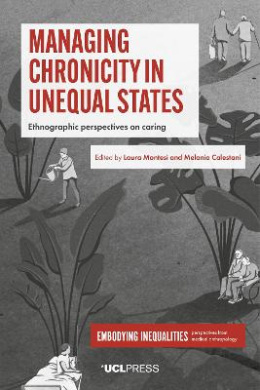 MANAGING
CHRONICITY IN
UNEQUAL STATES
Ethnographic perspectives on caring
Edited by Laura Montesi and Melania Calestani
EMBODYING INEQUALITIES
perspectives from
medical anthropology
UCLPRESS